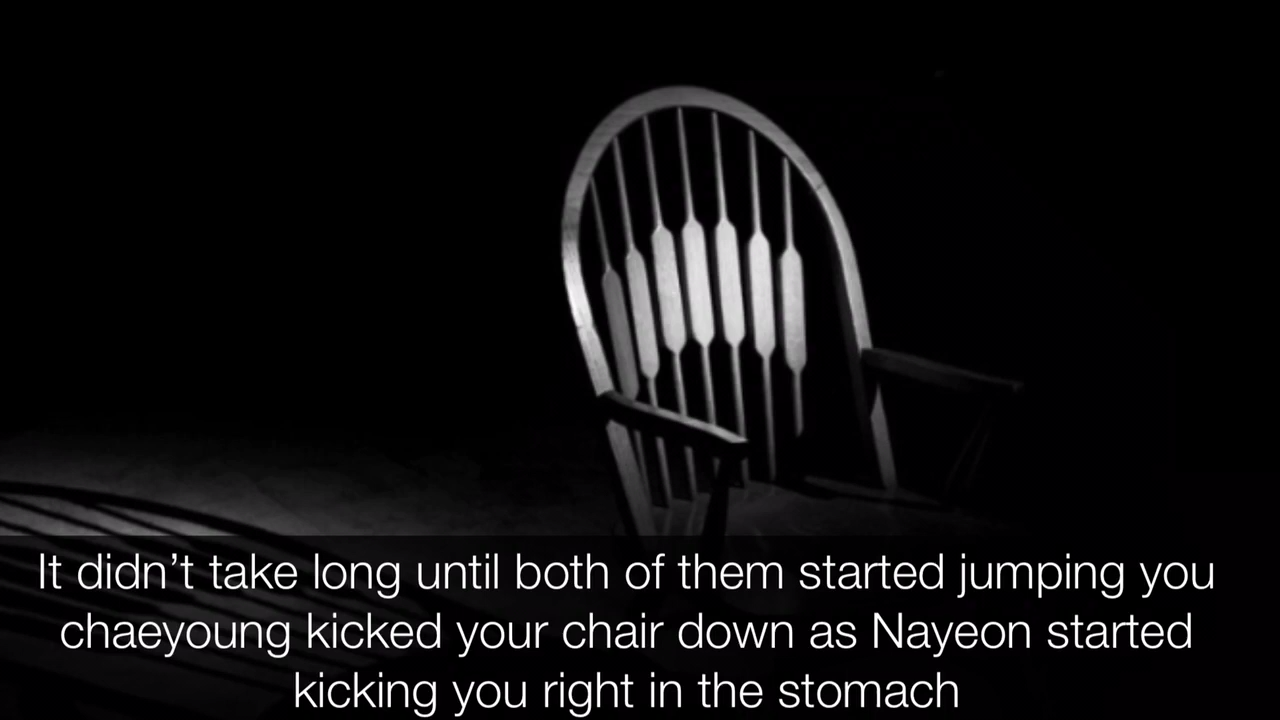 It didn’t take long until both of them started jumping you
chaeyoung kicked your chair down as Nayeon started
kicking you right in the stomach